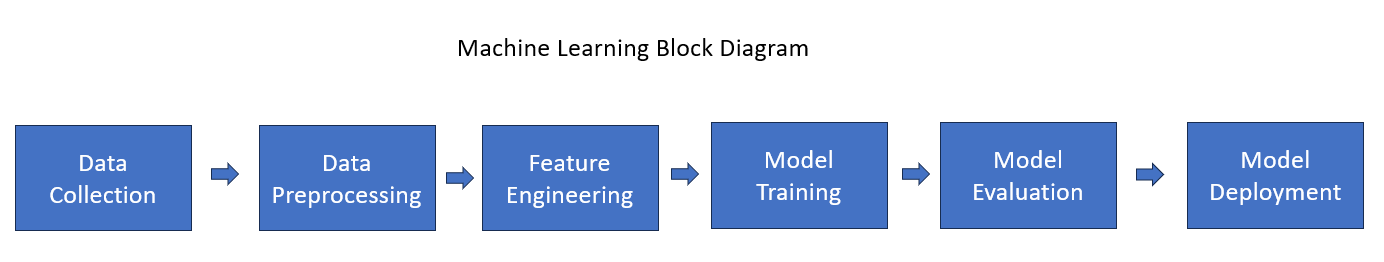 Machine Learning Block Diagram
Data
Collection
Data
Preprocessing
Feature
Engineering
Model
Training
Model
Evaluation
Model
Deployment